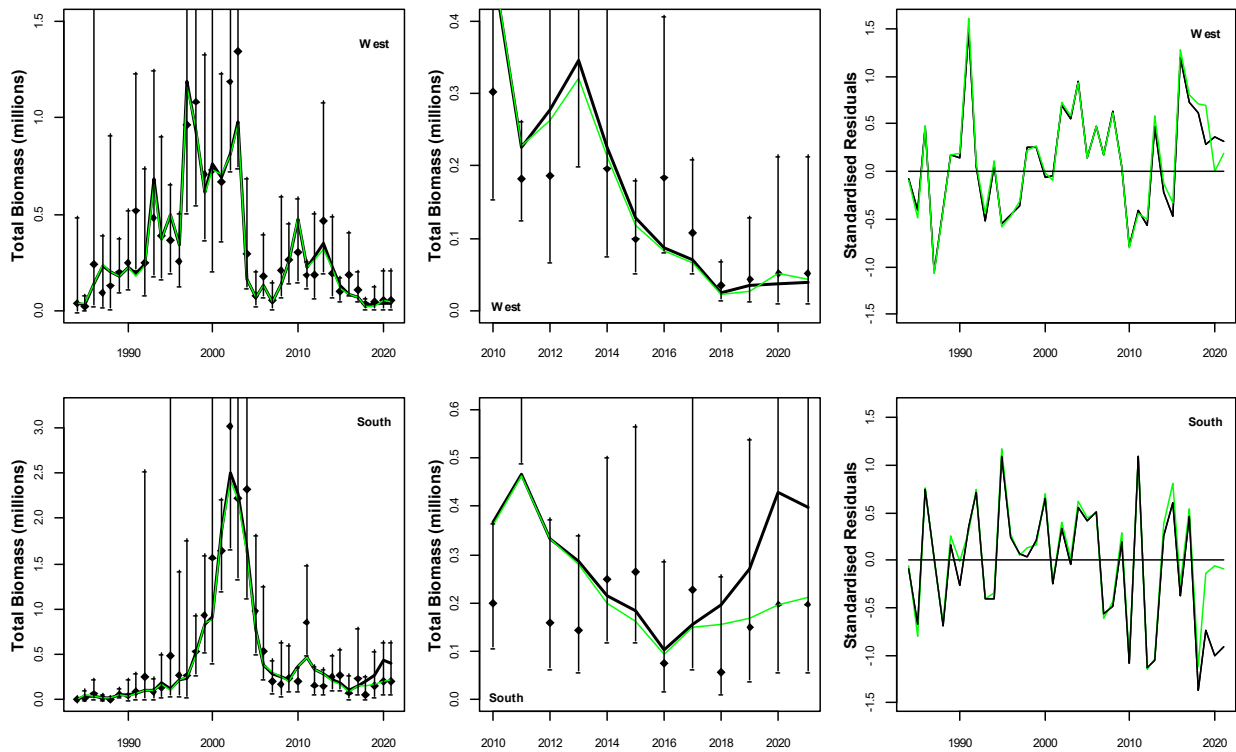 West
Total Biomass (millions)
0.0 0.5 1.0 1.5
1990 2000 2010 2020
Total Biomass (millions)
0.0 0.1 0.2 0.3 0.4
West
2010 2012 2014 2016 2018 2020
West
Standardised Residuals
-1.5 -1.0 -0.5 0.0 0.5 1.0 1.5
1990 2000 2010 2020
South
Total Biomass (millions)
0.0 0.5 1.0 1.5 2.0 2.5 3.0
1990 2000 2010 2020
Total Biomass (millions)
0.0 0.1 0.2 0.3 0.4 0.5 0.6
South
2010 2012 2014 2016 2018 2020
South
Standardised Residuals
-1.5 -1.0 -0.5 0.0 0.5 1.0 1.5
1990 2000 2010 2020